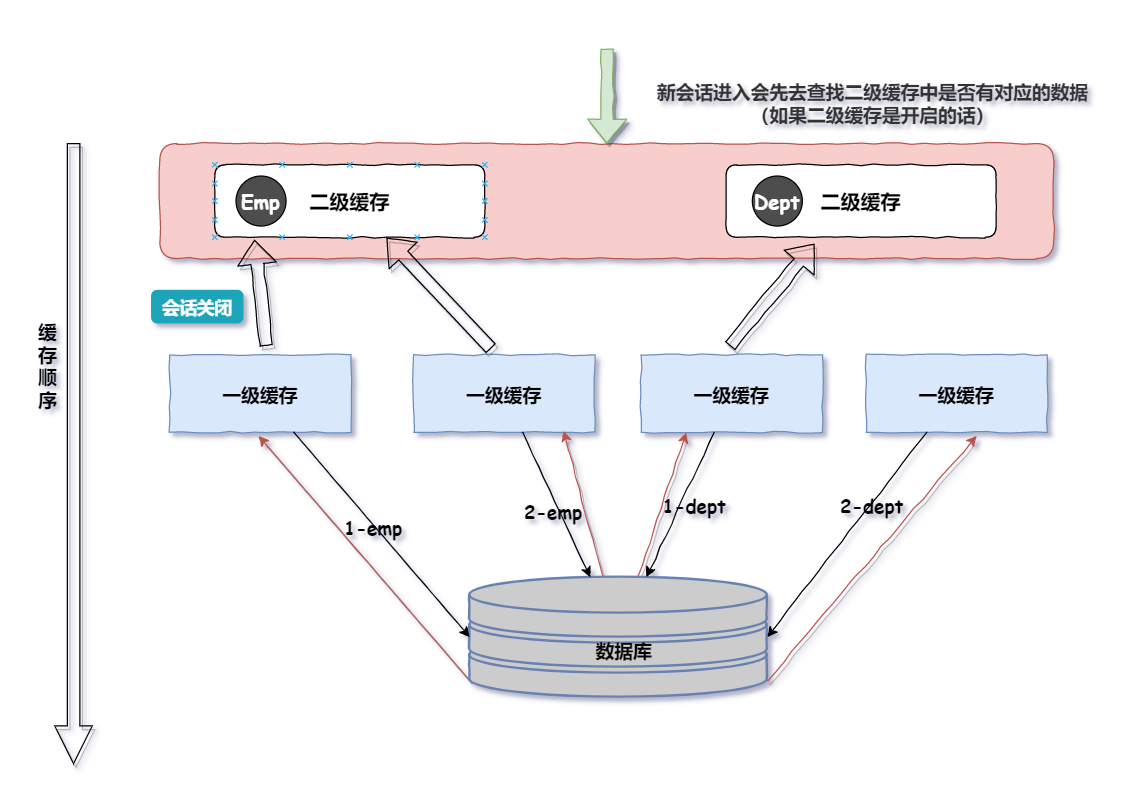 新会话进入会先去查找二级缓存中是否有对应的数据
（如果二级缓存是开启的话）
Emp 二级缓存
Dept 二级缓存
会话关闭
缓
存
顺
序
一级缓存
一级缓存
一级缓存
一级缓存
1-emp
2-emp
1-dept
2-dept
数据库